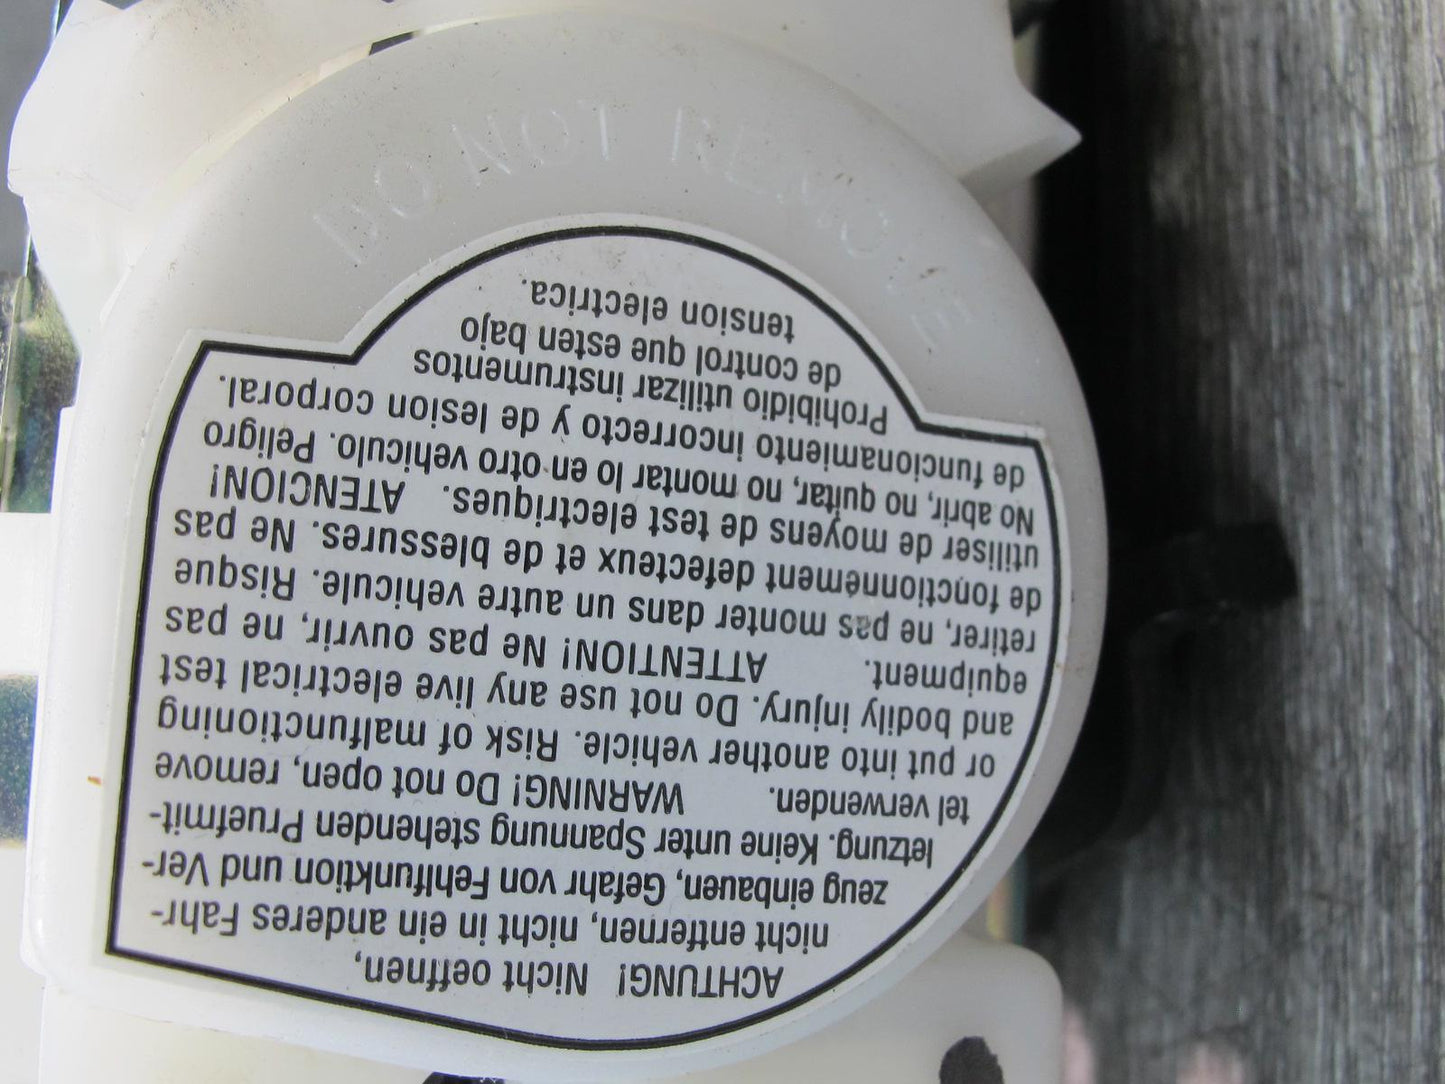 DO NOT REMOVE
ACHTUNG! Nicht oeffnen,
nicht entfernen, nicht in ein anderes Fahr-
zeug einbauen, Gefahr von Fehlfunktion und Ver-
letzung. Keine unter Spannung stehenden Pruefmit-
tel verwenden. WARNING! Do not open, remove
or put into another vehicle. Risk of malfunctioning
and bodily injury. Do not use any live electrical test
equipment. ATTENTION! Ne pas ouvrir, ne pas
retirer, ne pas monter dans un autre vehicule. Risque
de fonctionnement defecteux et de blessures. Ne pas
utiliser de moyens de test electriques. ATENCION!
No abrir, no quitar, no montar lo en otro vehiculo. Peligro
de funcionamiento incorrecto y de lesion corporal.
Prohibidio utilizar instrumentos
de control que esten bajo
tension electrica.